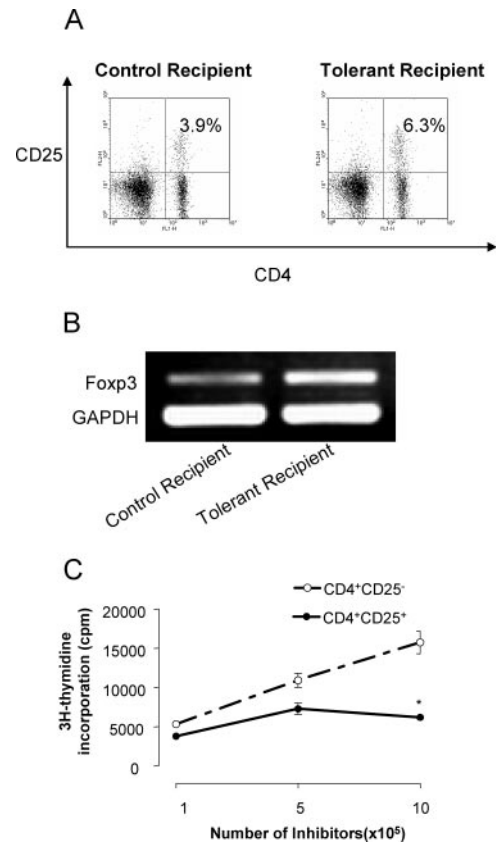 A
Control Recipient
Tolerant Recipient
3.9%
6.3%
CD25
CD4
B
Foxp3
GAPDH
Control Recipient
Tolerant Recipient
C
CD4⁺CD25⁻
CD4⁺CD25⁺
3H-thymidine
incorporation (cpm)
20000
15000
10000
5000
0
*
1 5 10
Number of Inhibitors(x10⁵)